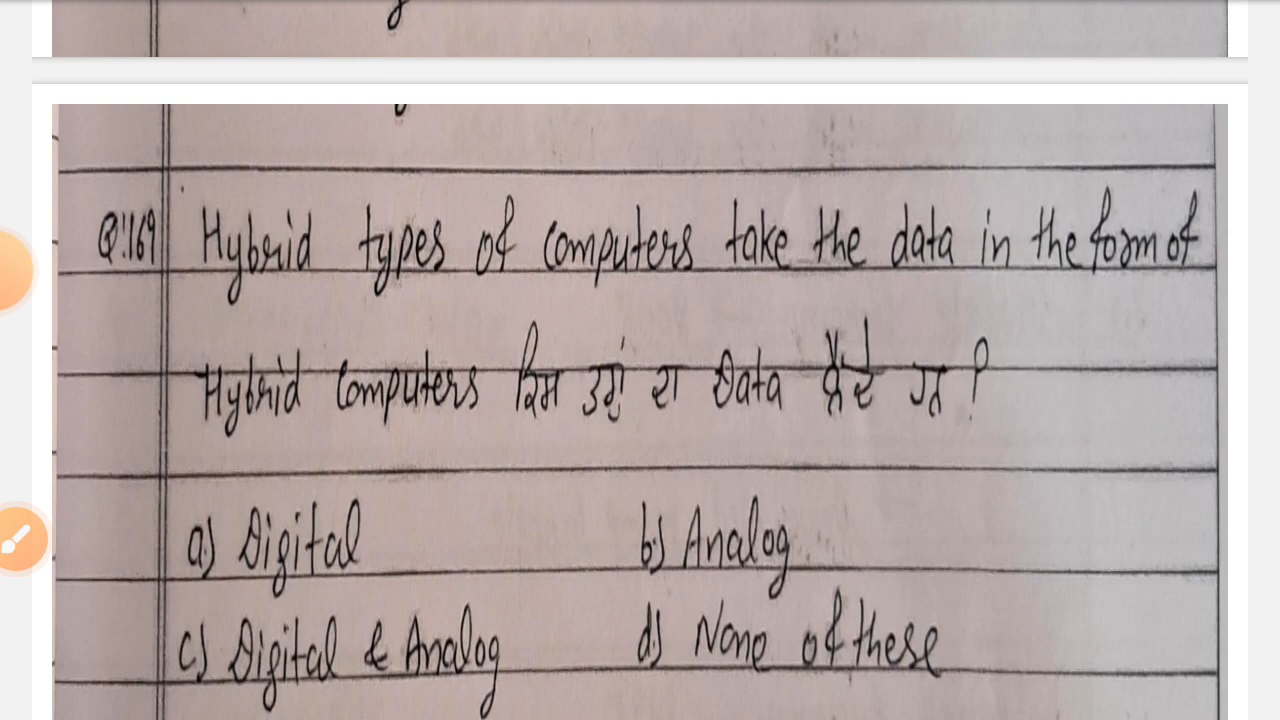 Q.169 Hybrid types of computers take the data in the form of
Hybrid Computers ਕਿਸ ਤਰ੍ਹਾਂ ਦਾ Data ਲੈਂਦੇ ਹਨ ?
a) Digital b) Analog
c) Digital & Analog d) None of these